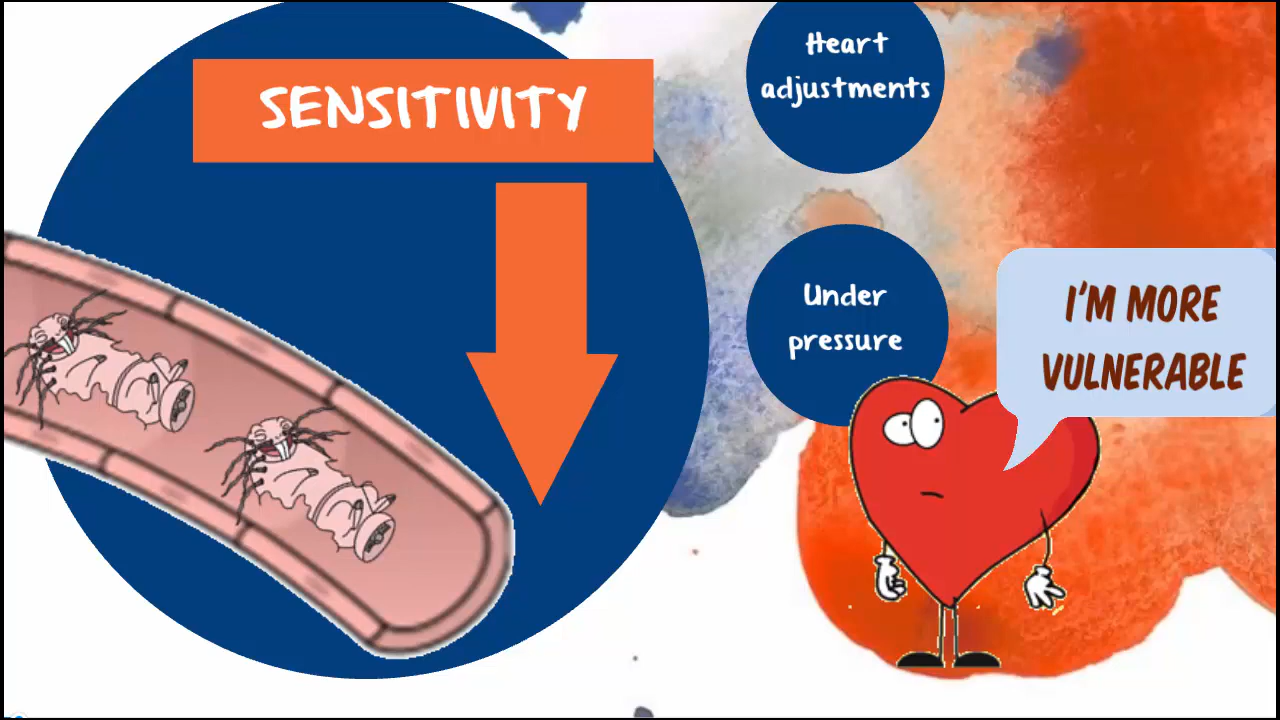 SENSITIVITY
Heart
adjustments
Under
pressure
I'M MORE
VULNERABLE